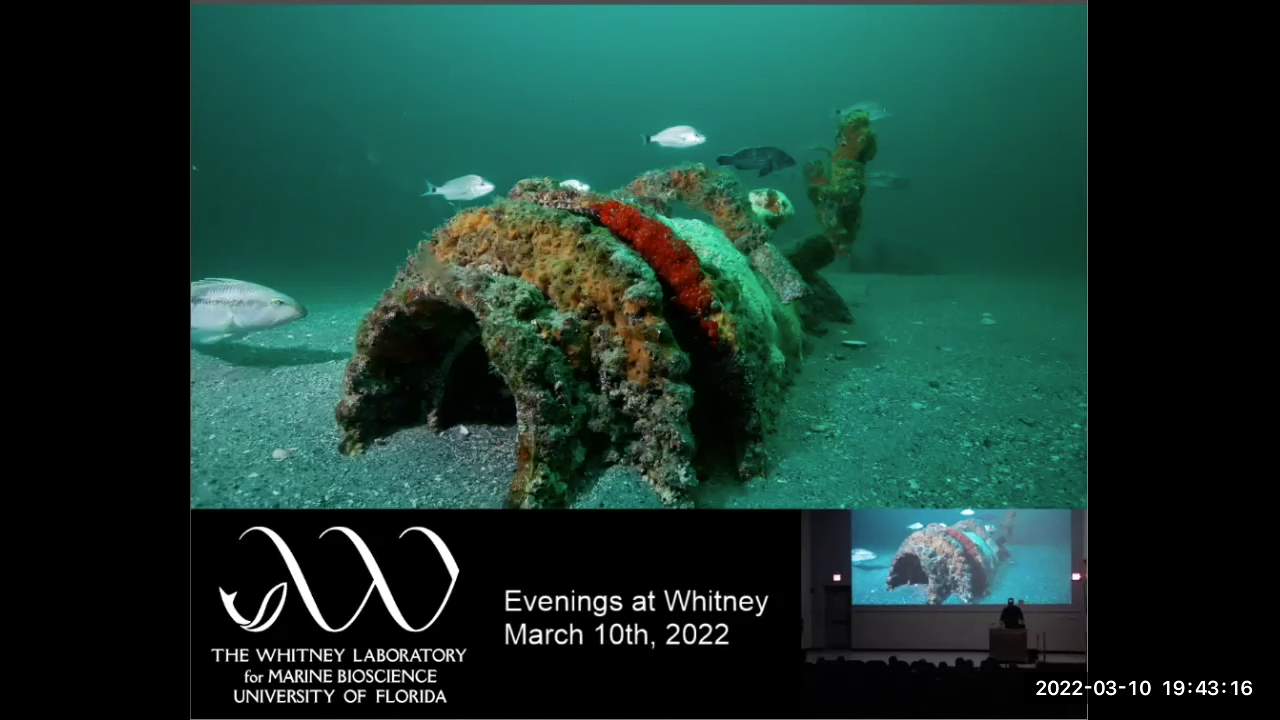 THE WHITNEY LABORATORY
for MARINE BIOSCIENCE
UNIVERSITY OF FLORIDA
Evenings at Whitney
March 10th, 2022
2022-03-10 19:43:16